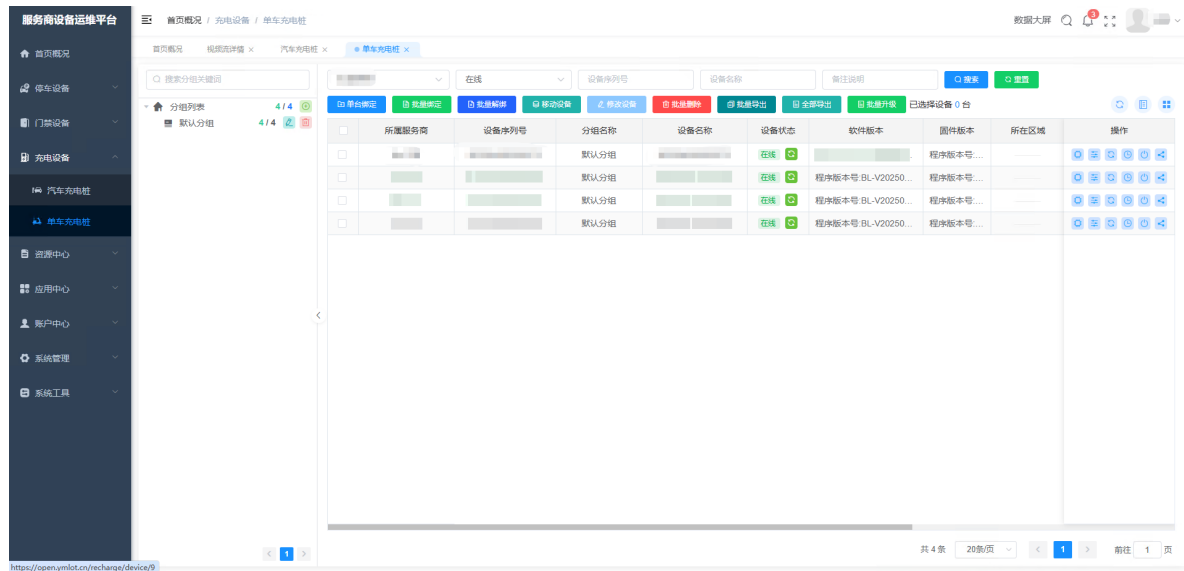 服务商设备运维平台
首页概况 / 充电设备 / 单车充电桩
数据大屏
3
首页概况
视频流详情 ×
汽车充电桩 ×
单车充电桩 ×
首页概况
停车设备
门禁设备
充电设备
汽车充电桩
单车充电桩
资源中心
应用中心
账户中心
系统管理
系统工具
搜索分组关键词
分组列表 4 / 4
默认分组 4 / 4
在线
设备序列号
设备名称
备注说明
搜索
重置
单台绑定
批量绑定
批量解绑
移动设备
修改设备
批量删除
批量导出
全部导出
批量升级
已选择设备 0 台
所属服务商 设备序列号 分组名称 设备名称 设备状态 软件版本 固件版本 所在区域 操作
默认分组 在线 程序版本号:...
默认分组 在线 程序版本号:BL-V20250... 程序版本号:...
默认分组 在线 程序版本号:BL-V20250... 程序版本号:...
默认分组 在线 程序版本号:BL-V20250... 程序版本号:...
1
共 4 条 20条/页 1 前往 1 页
https://open.ymlot.cn/recharge/device/9